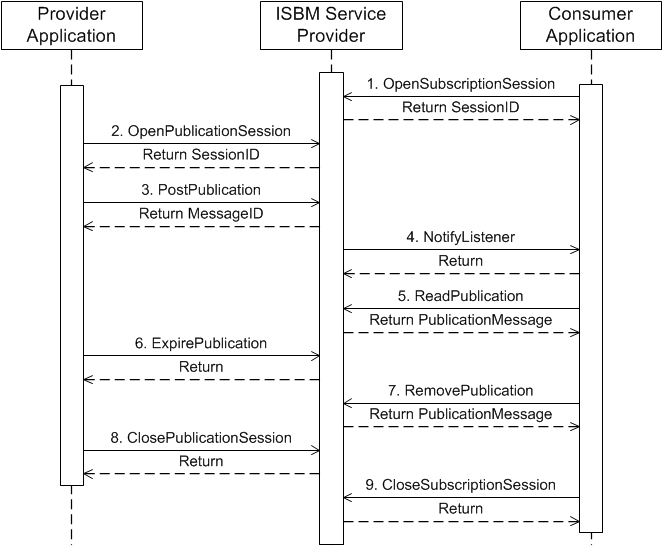 Provider
Application
ISBM Service
Provider
Consumer
Application
1. OpenSubscriptionSession
Return SessionID
2. OpenPublicationSession
Return SessionID
3. PostPublication
Return MessageID
4. NotifyListener
Return
5. ReadPublication
Return PublicationMessage
6. ExpirePublication
Return
7. RemovePublication
Return PublicationMessage
8. ClosePublicationSession
Return
9. CloseSubscriptionSession
Return